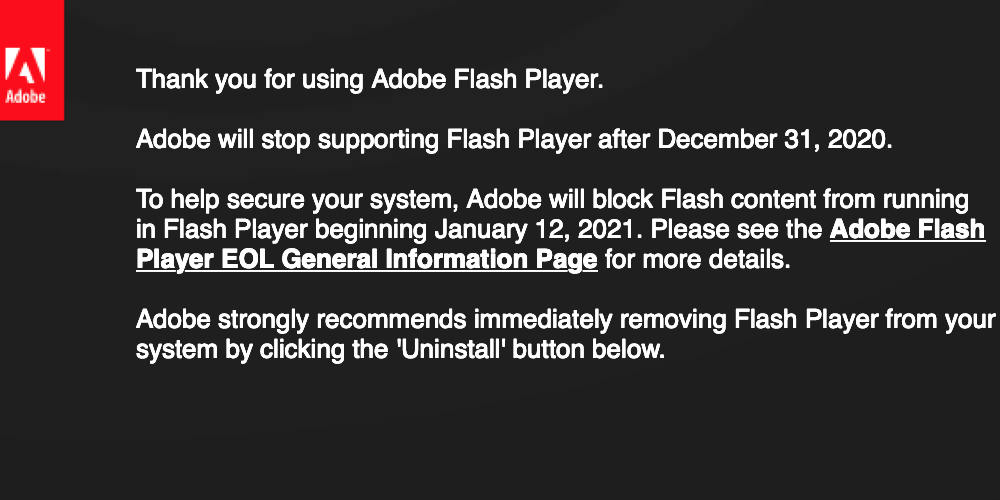 Adobe
Thank you for using Adobe Flash Player.
Adobe will stop supporting Flash Player after December 31, 2020.
To help secure your system, Adobe will block Flash content from running
in Flash Player beginning January 12, 2021. Please see the Adobe Flash
Player EOL General Information Page for more details.
Adobe strongly recommends immediately removing Flash Player from your
system by clicking the 'Uninstall' button below.